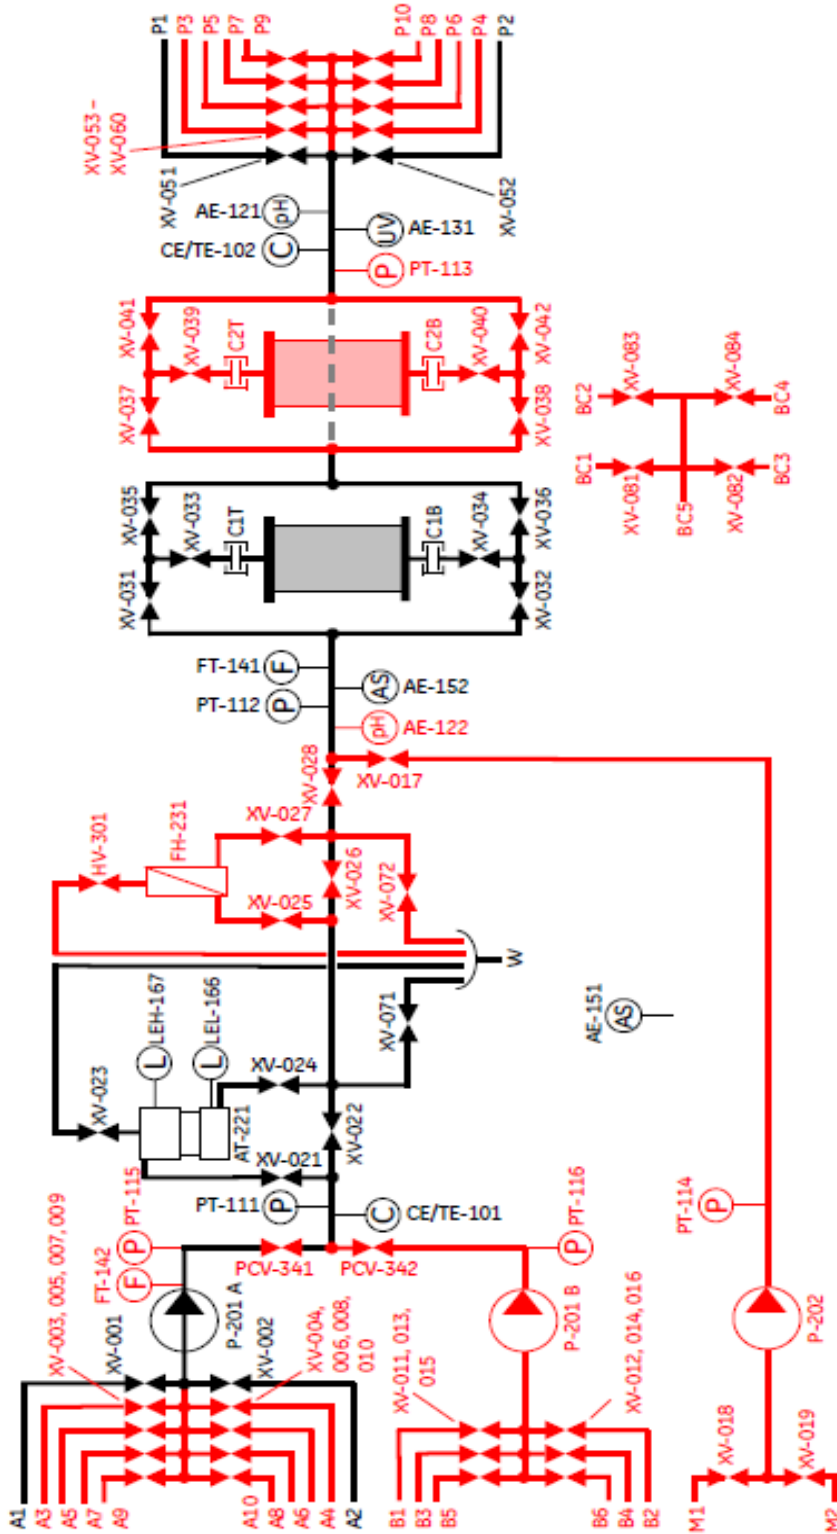 P1
P3
P5
P7
P9
P10
P8
P6
P4
P2
XV-053 –
XV-060
XV-051
XV-052
AE-121
pH
CE/TE-102
C
UV
AE-131
P
PT-113
XV-041
XV-039
C2T
C2B
XV-040
XV-042
XV-037
XV-038
BC2
XV-083
XV-084
BC4
BC1
XV-081
BC5
XV-082
BC3
XV-035
XV-033
C1T
C1B
XV-034
XV-036
XV-031
XV-032
FT-141
F
PT-112
P
AS
AE-152
pH
AE-122
XV-028
XV-017
XV-027
HV-301
FH-231
XV-026
XV-072
XV-025
W
LEH-167
L
LEL-166
L
XV-071
AE-151
AS
XV-023
XV-024
AT-221
XV-022
XV-021
PT-111
P
C
CE/TE-101
PT-115
P
FT-142
F
PCV-341
PCV-342
PT-116
P
PT-114
P
XV-003, 005, 007, 009
XV-001
P-201 A
XV-002
XV-004,
006, 008,
010
XV-011, 013,
015
P-201 B
XV-012, 014, 016
P-202
XV-018
XV-019
A1
A3
A5
A7
A9
A10
A8
A6
A4
A2
B1
B3
B5
B6
B4
B2
M1
M2